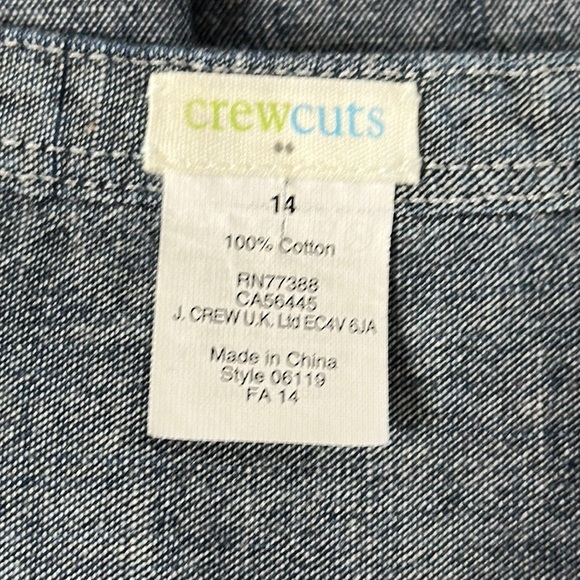 crewcuts
14
100% Cotton
RN77388
CA56445
J. CREW U.K. Ltd EC4V 6JA
Made in China
Style 06119
FA 14